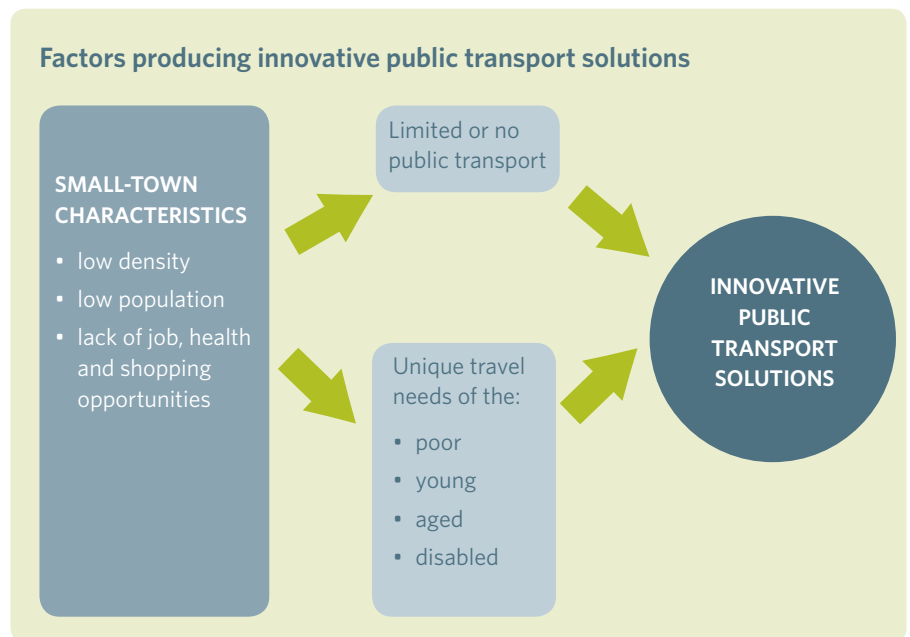 Factors producing innovative public transport solutions
SMALL-TOWN
CHARACTERISTICS
▪ low density
▪ low population
▪ lack of job, health
and shopping
opportunities
Limited or no
public transport
Unique travel
needs of the:
▪ poor
▪ young
▪ aged
▪ disabled
INNOVATIVE
PUBLIC
TRANSPORT
SOLUTIONS